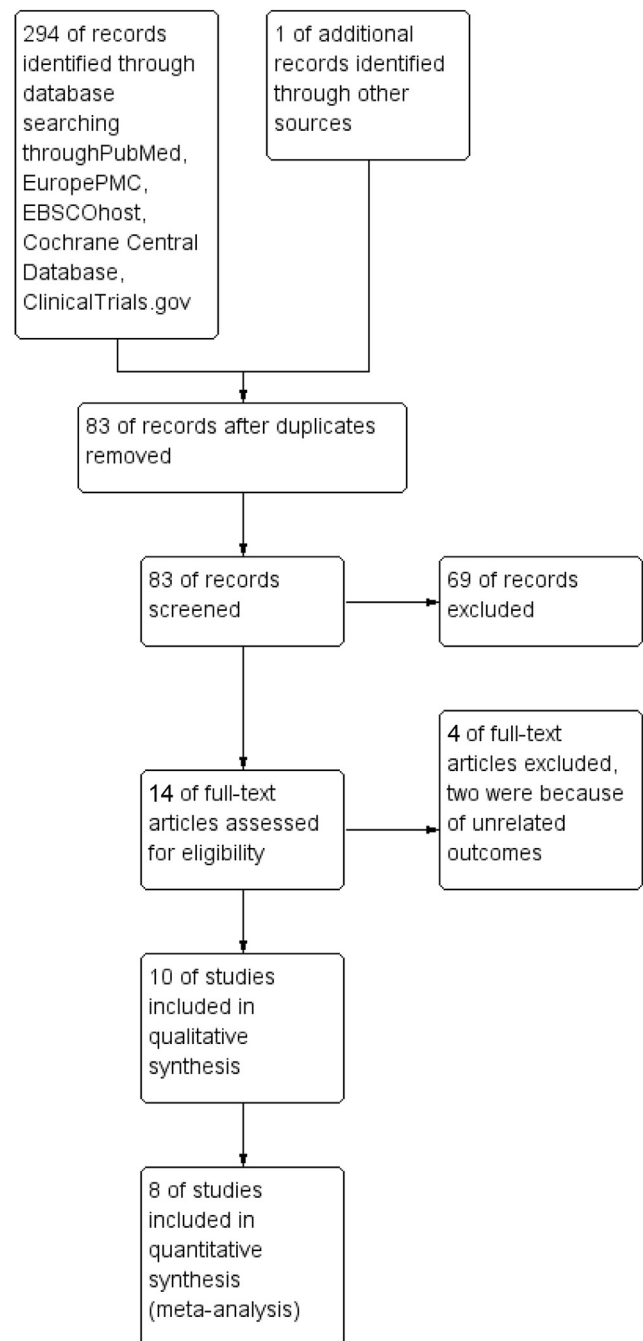 294 of records
identified through
database
searching
throughPubMed,
EuropePMC,
EBSCOhost,
Cochrane Central
Database,
ClinicalTrials.gov
1 of additional
records identified
through other
sources
83 of records after duplicates
removed
83 of records
screened
69 of records
excluded
14 of full-text
articles assessed
for eligibility
4 of full-text
articles excluded,
two were because
of unrelated
outcomes
10 of studies
included in
qualitative
synthesis
8 of studies
included in
quantitative
synthesis
(meta-analysis)